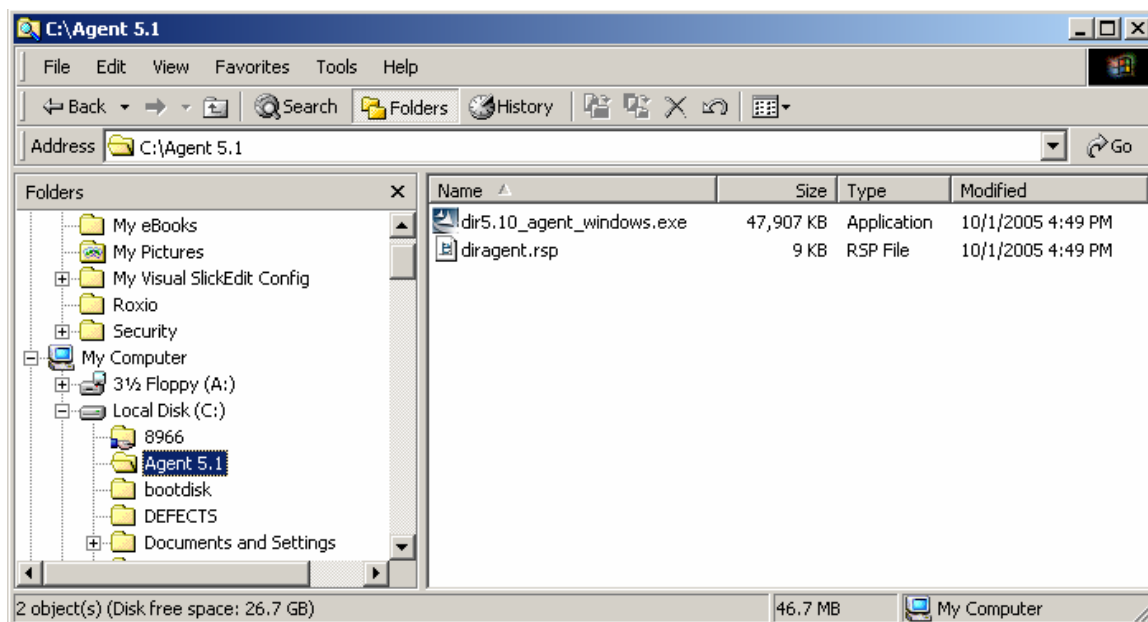 C:\Agent 5.1
File Edit View Favorites Tools Help
Back Search Folders History
Address C:\Agent 5.1 Go
Folders
My eBooks
My Pictures
My Visual SlickEdit Config
Roxio
Security
My Computer
3½ Floppy (A:)
Local Disk (C:)
8966
Agent 5.1
bootdisk
DEFECTS
Documents and Settings
Name Size Type Modified
dir5.10_agent_windows.exe 47,907 KB Application 10/1/2005 4:49 PM
diragent.rsp 9 KB RSP File 10/1/2005 4:49 PM
2 object(s) (Disk free space: 26.7 GB) 46.7 MB My Computer